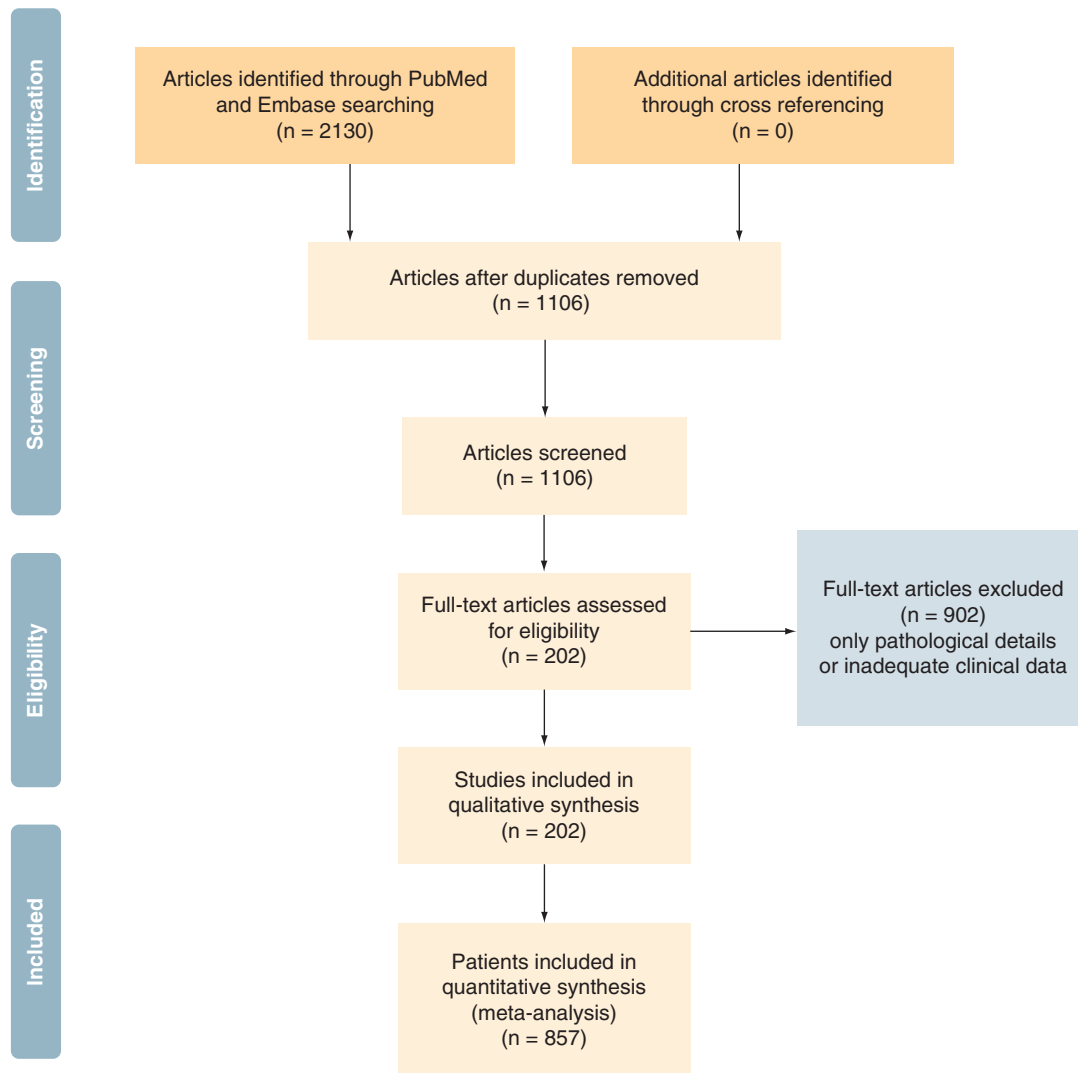 Identification
Articles identified through PubMed
and Embase searching
(n = 2130)
Additional articles identified
through cross referencing
(n = 0)
Screening
Articles after duplicates removed
(n = 1106)
Articles screened
(n = 1106)
Eligibility
Full-text articles assessed
for eligibility
(n = 202)
Full-text articles excluded
(n = 902)
only pathological details
or inadequate clinical data
Studies included in
qualitative synthesis
(n = 202)
Included
Patients included in
quantitative synthesis
(meta-analysis)
(n = 857)